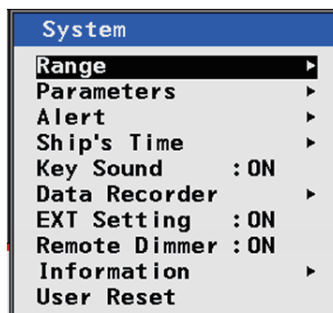 System
Range ►
Parameters ►
Alert ►
Ship's Time ►
Key Sound : ON
Data Recorder ►
EXT Setting : ON
Remote Dimmer : ON
Information ►
User Reset